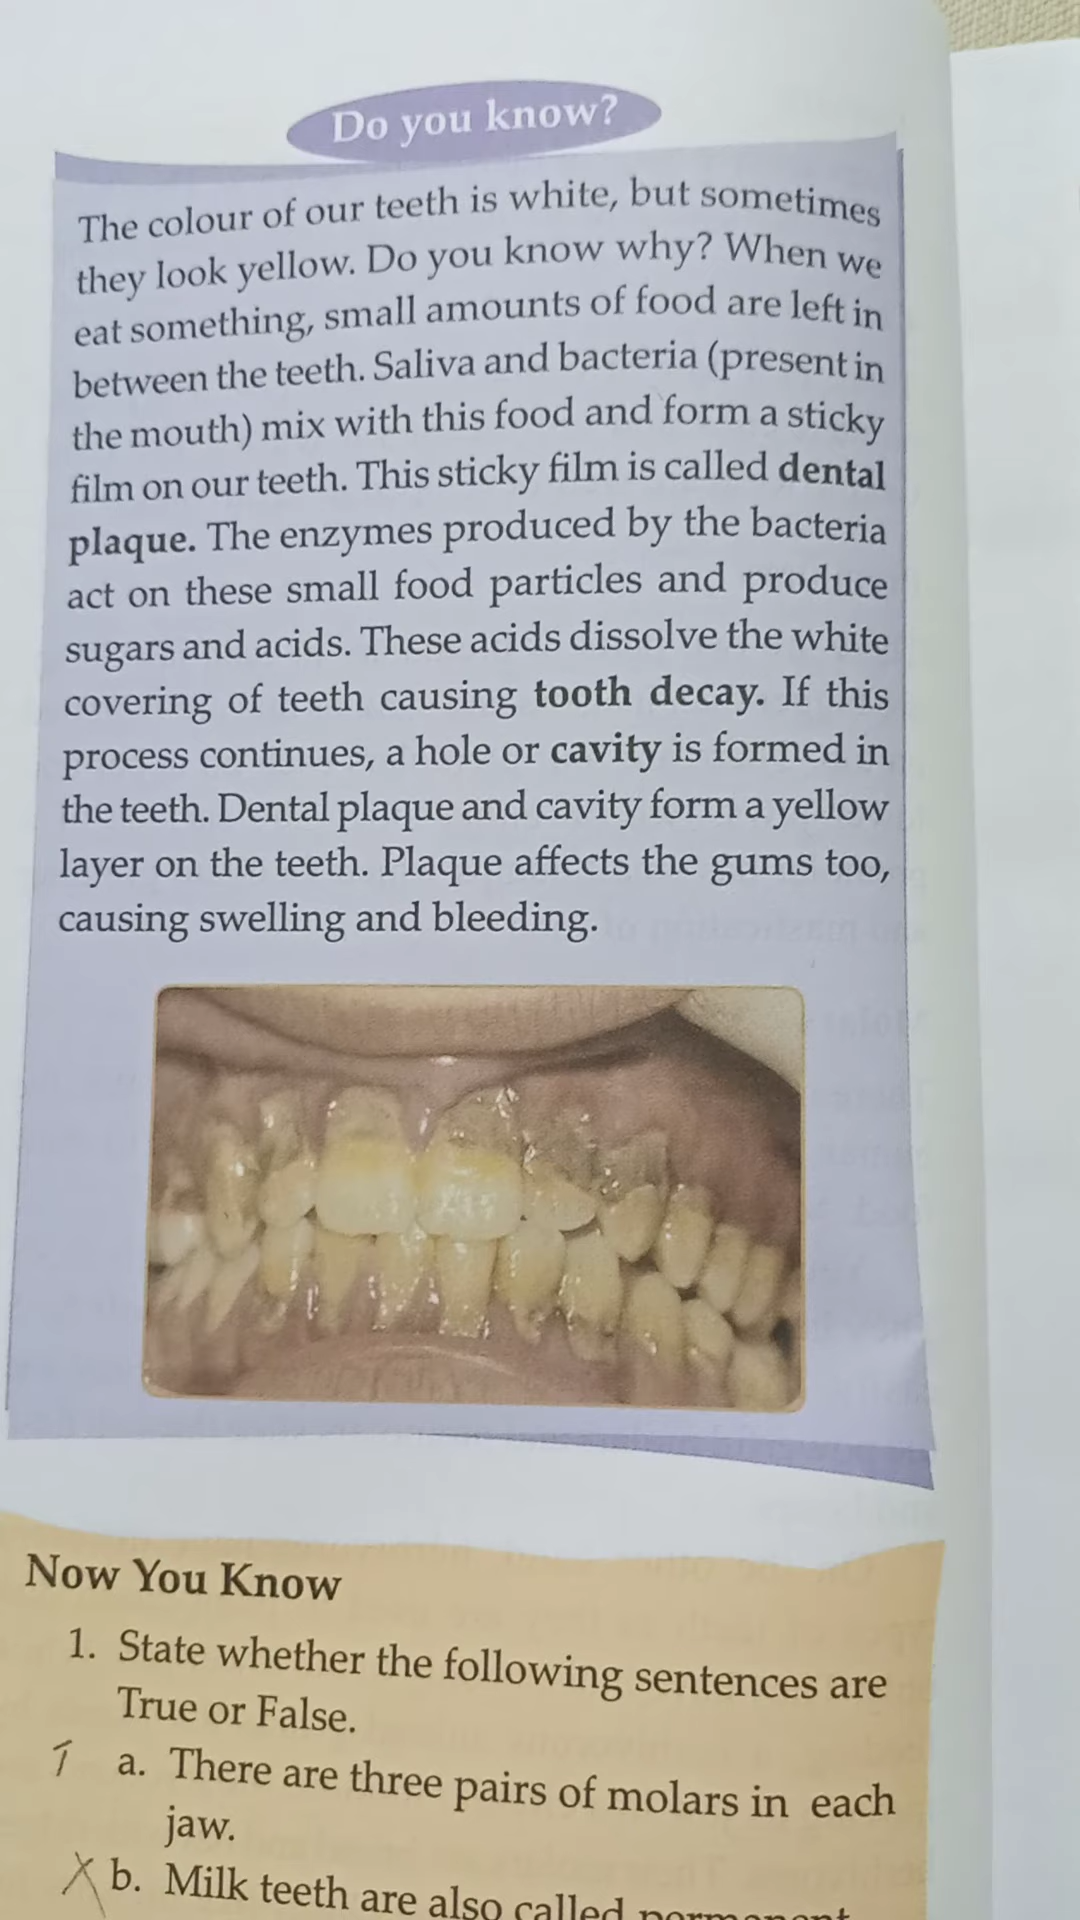 Do you know?
The colour of our teeth is white, but sometimes
they look yellow. Do you know why? When we
eat something, small amounts of food are left in
between the teeth. Saliva and bacteria (present in
the mouth) mix with this food and form a sticky
film on our teeth. This sticky film is called dental
plaque. The enzymes produced by the bacteria
act on these small food particles and produce
sugars and acids. These acids dissolve the white
covering of teeth causing tooth decay. If this
process continues, a hole or cavity is formed in
the teeth. Dental plaque and cavity form a yellow
layer on the teeth. Plaque affects the gums too,
causing swelling and bleeding.
Now You Know
1. State whether the following sentences are
True or False.
T a. There are three pairs of molars in each
jaw.
X b. Milk teeth are also called permanent